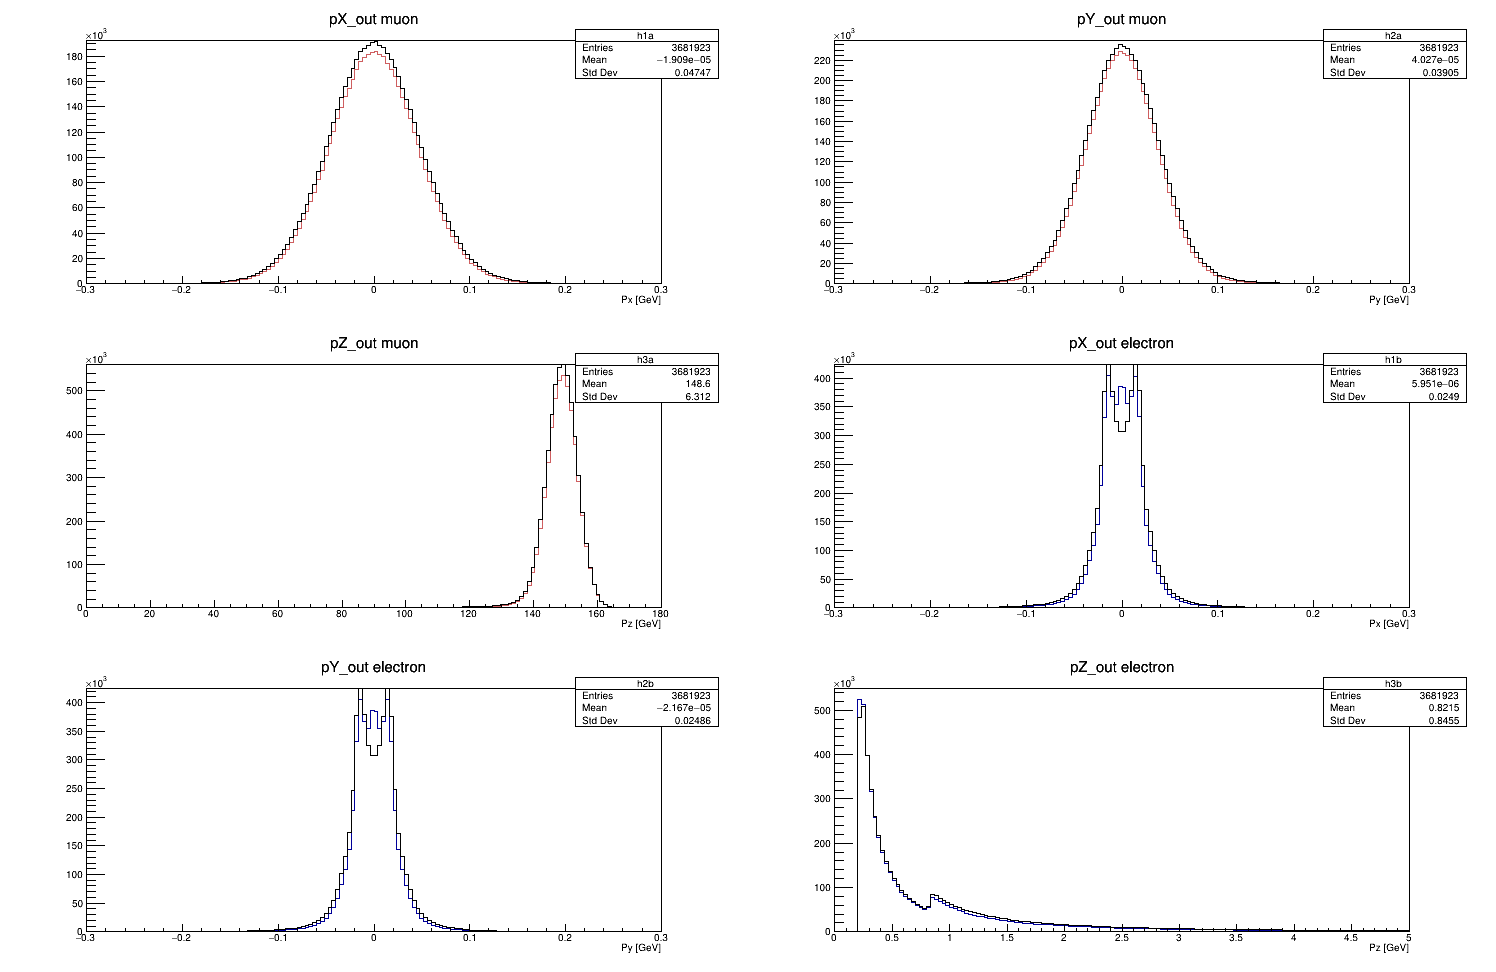 pX_out muon
×10³
h1a
Entries 3681923
Mean −1.909e−05
Std Dev 0.04747
180
160
140
120
100
80
60
40
20
0
−0.3 −0.2 −0.1 0 0.1 0.2 0.3
Px [GeV]
pY_out muon
×10³
h2a
Entries 3681923
Mean 4.027e−05
Std Dev 0.03905
220
200
180
160
140
120
100
80
60
40
20
0
−0.3 −0.2 −0.1 0 0.1 0.2 0.3
Py [GeV]
pZ_out muon
×10³
h3a
Entries 3681923
Mean 148.6
Std Dev 6.312
500
400
300
200
100
0
0 20 40 60 80 100 120 140 160 180
Pz [GeV]
pX_out electron
×10³
h1b
Entries 3681923
Mean 5.951e−06
Std Dev 0.0249
400
350
300
250
200
150
100
50
0
−0.3 −0.2 −0.1 0 0.1 0.2 0.3
Px [GeV]
pY_out electron
×10³
h2b
Entries 3681923
Mean −2.167e−05
Std Dev 0.02486
400
350
300
250
200
150
100
50
0
−0.3 −0.2 −0.1 0 0.1 0.2 0.3
Py [GeV]
pZ_out electron
×10³
h3b
Entries 3681923
Mean 0.8215
Std Dev 0.8455
500
400
300
200
100
0
0 0.5 1 1.5 2 2.5 3 3.5 4 4.5 5
Pz [GeV]